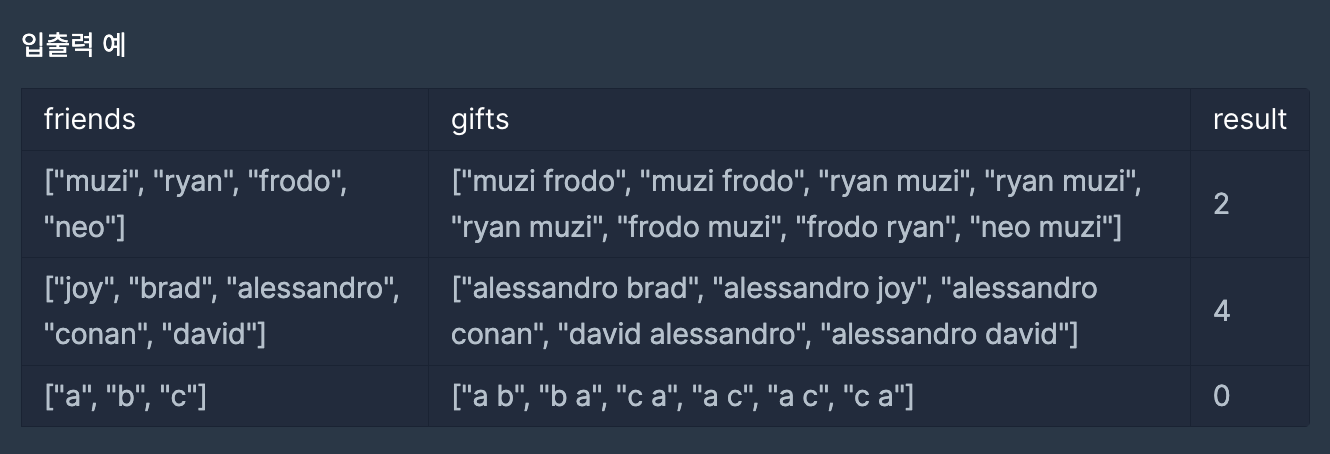 입출력 예
friends gifts result
["muzi", "ryan", "frodo", "neo"] ["muzi frodo", "muzi frodo", "ryan muzi", "ryan muzi", "ryan muzi", "frodo muzi", "frodo ryan", "neo muzi"] 2
["joy", "brad", "alessandro", "conan", "david"] ["alessandro brad", "alessandro joy", "alessandro conan", "david alessandro", "alessandro david"] 4
["a", "b", "c"] ["a b", "b a", "c a", "a c", "a c", "c a"] 0